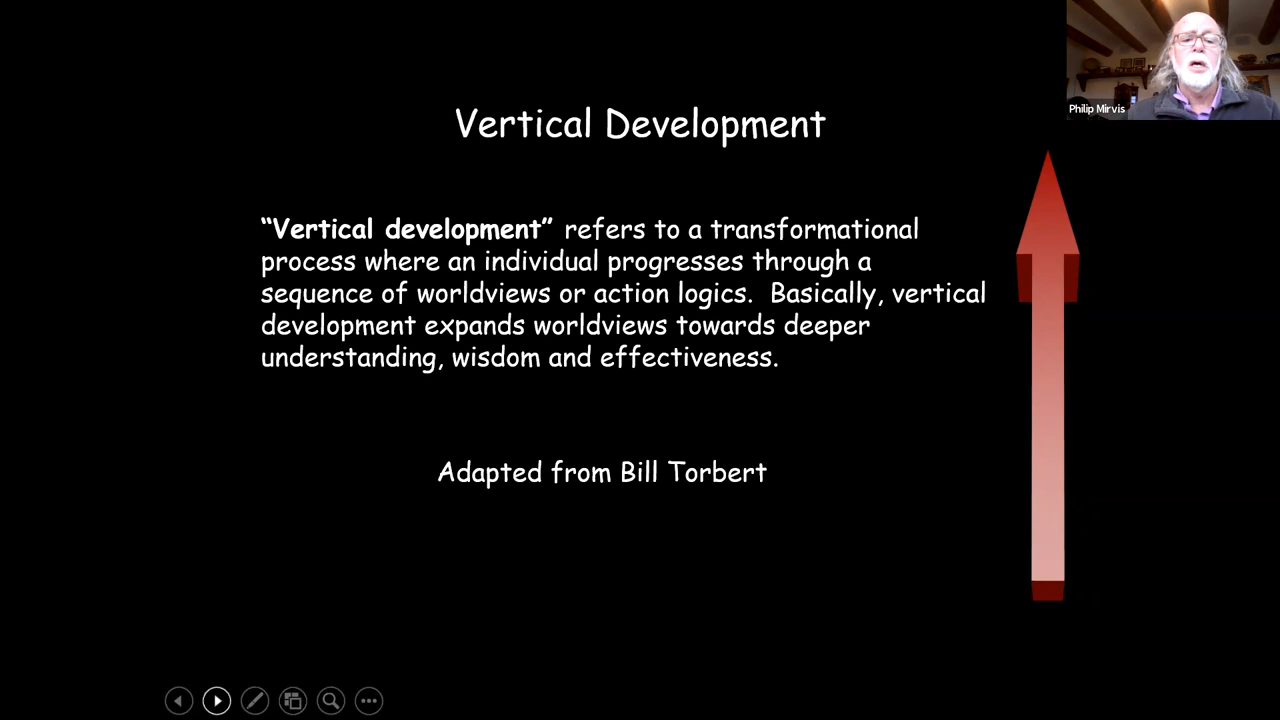 Philip Mirvis
Vertical Development
“Vertical development” refers to a transformational
process where an individual progresses through a
sequence of worldviews or action logics.  Basically, vertical
development expands worldviews towards deeper
understanding, wisdom and effectiveness.
Adapted from Bill Torbert